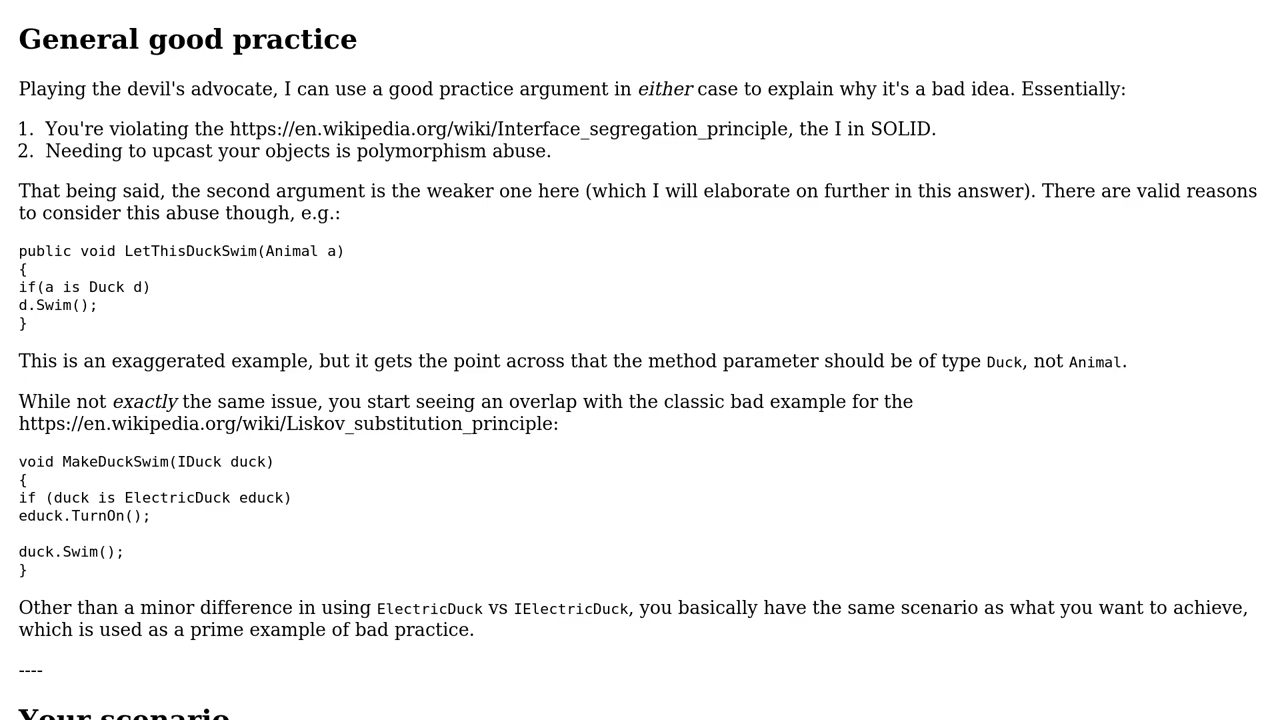 General good practice
Playing the devil's advocate, I can use a good practice argument in either case to explain why it's a bad idea. Essentially:
1. You're violating the https://en.wikipedia.org/wiki/Interface_segregation_principle, the I in SOLID.
2. Needing to upcast your objects is polymorphism abuse.
That being said, the second argument is the weaker one here (which I will elaborate on further in this answer). There are valid reasons
to consider this abuse though, e.g.:
public void LetThisDuckSwim(Animal a)
{
if(a is Duck d)
d.Swim();
}
This is an exaggerated example, but it gets the point across that the method parameter should be of type Duck, not Animal.
While not exactly the same issue, you start seeing an overlap with the classic bad example for the
https://en.wikipedia.org/wiki/Liskov_substitution_principle:
void MakeDuckSwim(IDuck duck)
{
if (duck is ElectricDuck educk)
educk.TurnOn();
duck.Swim();
}
Other than a minor difference in using ElectricDuck vs IElectricDuck, you basically have the same scenario as what you want to achieve,
which is used as a prime example of bad practice.
----
Your scenario